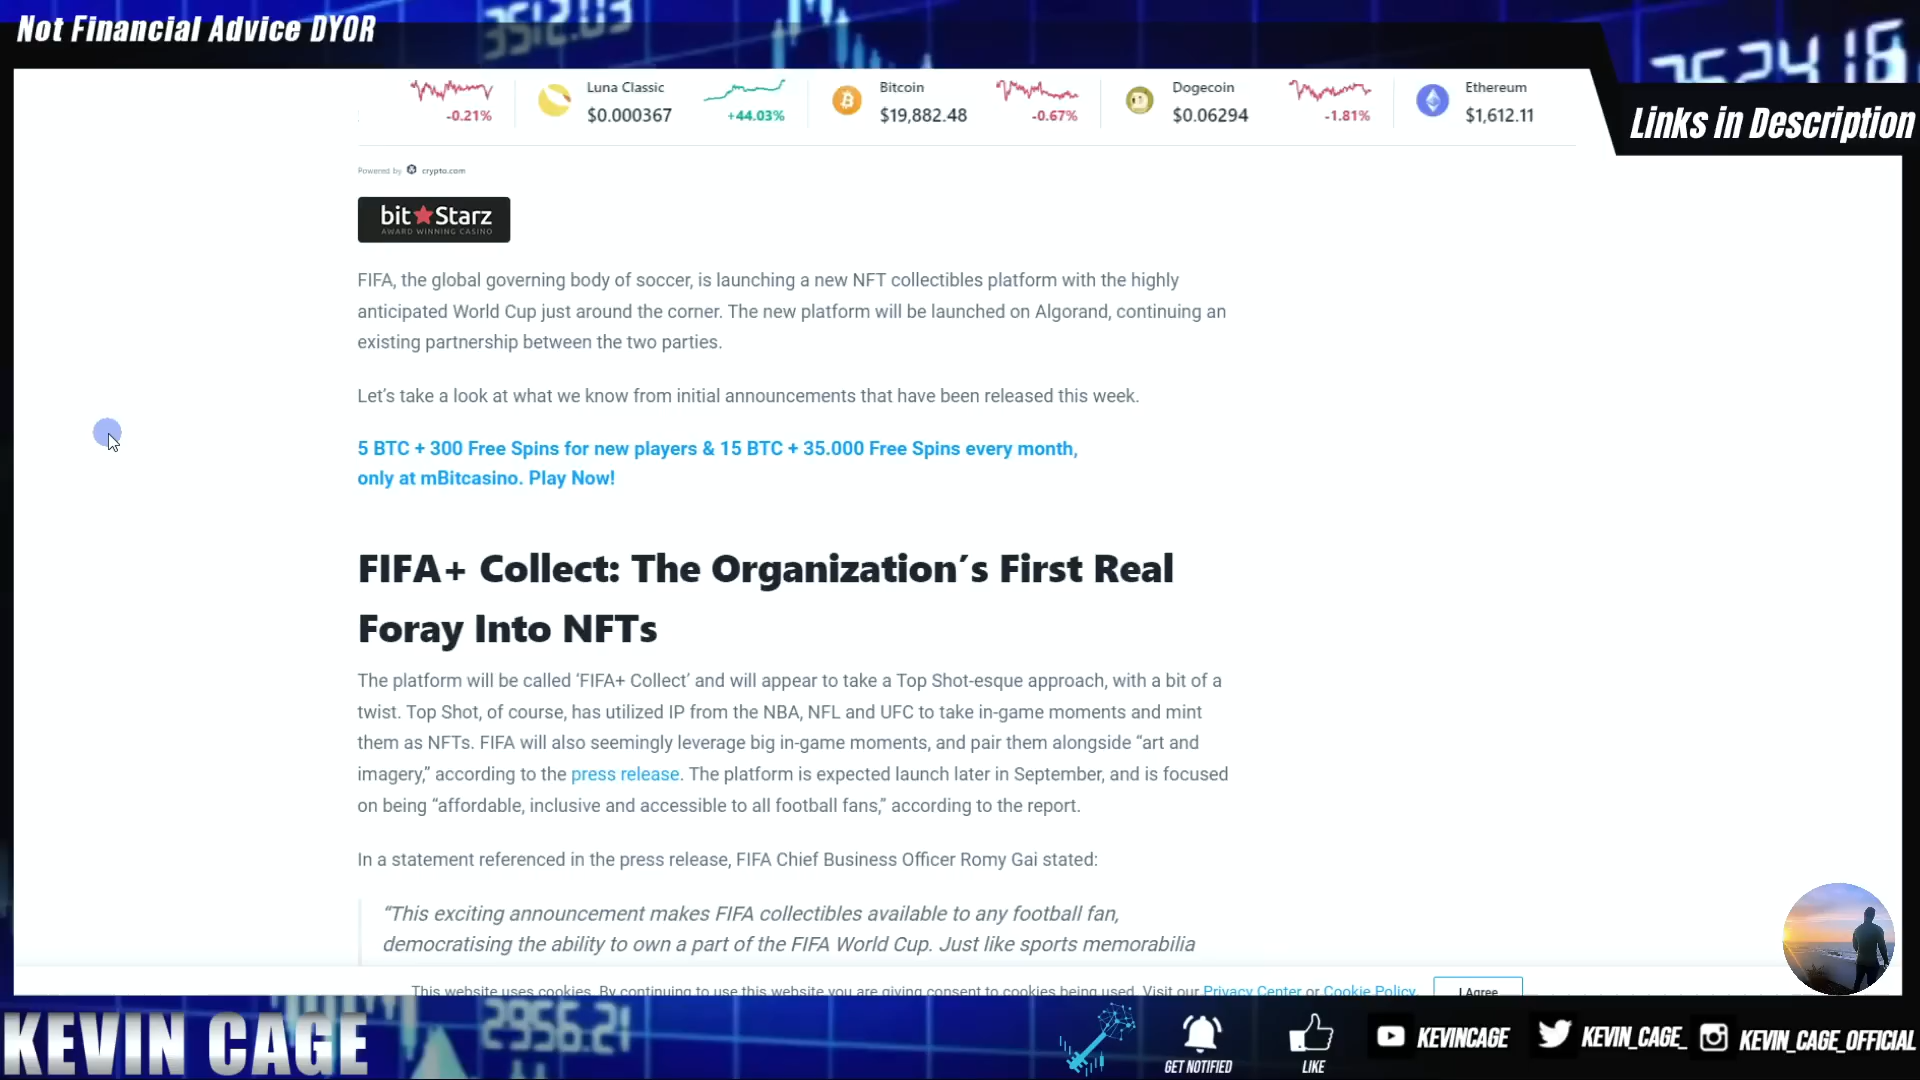 Not Financial Advice DYOR
3512.03
Links in Description
-0.21%
Luna Classic
$0.000367
+44.03%
Bitcoin
$19,882.48
-0.67%
Dogecoin
$0.06294
-1.81%
Ethereum
$1,612.11
Powered by crypto.com
bit Starz
AWARD WINNING CASINO
FIFA, the global governing body of soccer, is launching a new NFT collectibles platform with the highly
anticipated World Cup just around the corner. The new platform will be launched on Algorand, continuing an
existing partnership between the two parties.
Let’s take a look at what we know from initial announcements that have been released this week.
5 BTC + 300 Free Spins for new players & 15 BTC + 35.000 Free Spins every month,
only at mBitcasino. Play Now!
FIFA+ Collect: The Organization´s First Real
Foray Into NFTs
The platform will be called ‘FIFA+ Collect’ and will appear to take a Top Shot-esque approach, with a bit of a
twist. Top Shot, of course, has utilized IP from the NBA, NFL and UFC to take in-game moments and mint
them as NFTs. FIFA will also seemingly leverage big in-game moments, and pair them alongside “art and
imagery,” according to the press release. The platform is expected launch later in September, and is focused
on being “affordable, inclusive and accessible to all football fans,” according to the report.
In a statement referenced in the press release, FIFA Chief Business Officer Romy Gai stated:
“This exciting announcement makes FIFA collectibles available to any football fan,
democratising the ability to own a part of the FIFA World Cup. Just like sports memorabilia
This website uses cookies. By continuing to use this website you are giving consent to cookies being used. Visit our Privacy Center or Cookie Policy.
I Agree
KEVIN CAGE
2956.21
GET NOTIFIED
LIKE
KEVINCAGE
KEVIN_CAGE_
KEVIN_CAGE_OFFICIAL